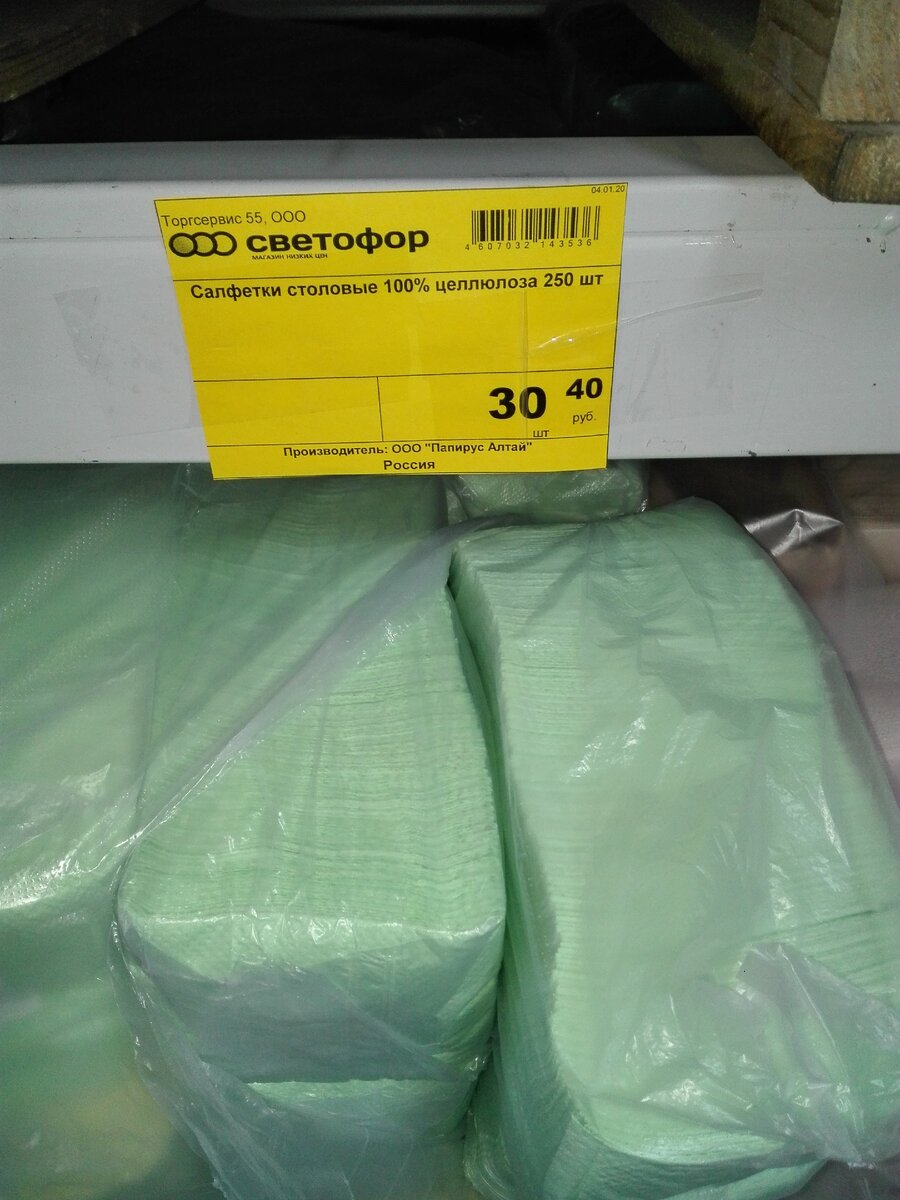 04.01.20
Торгсервис 55, ООО
светофор
МАГАЗИН НИЗКИХ ЦЕН
4 607032 143536
Салфетки столовые 100% целлюлоза 250 шт
30 40
шт руб.
Производитель: ООО "Папирус Алтай"
Россия